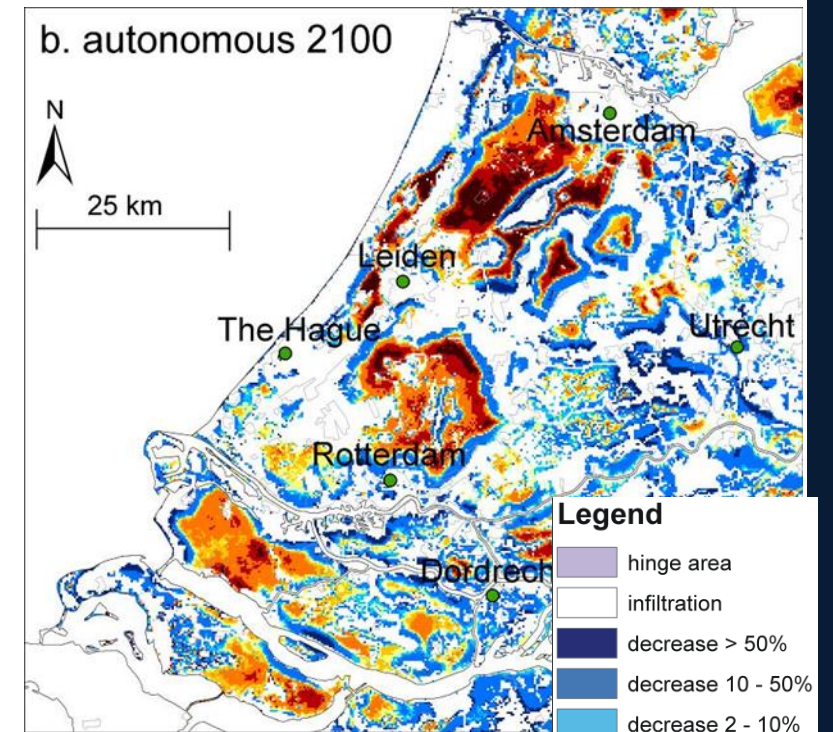 b. autonomous 2100
N
25 km
Amsterdam
Leiden
The Hague
Utrecht
Rotterdam
Dordrech
Legend
hinge area
infiltration
decrease > 50%
decrease 10 - 50%
decrease 2 - 10%